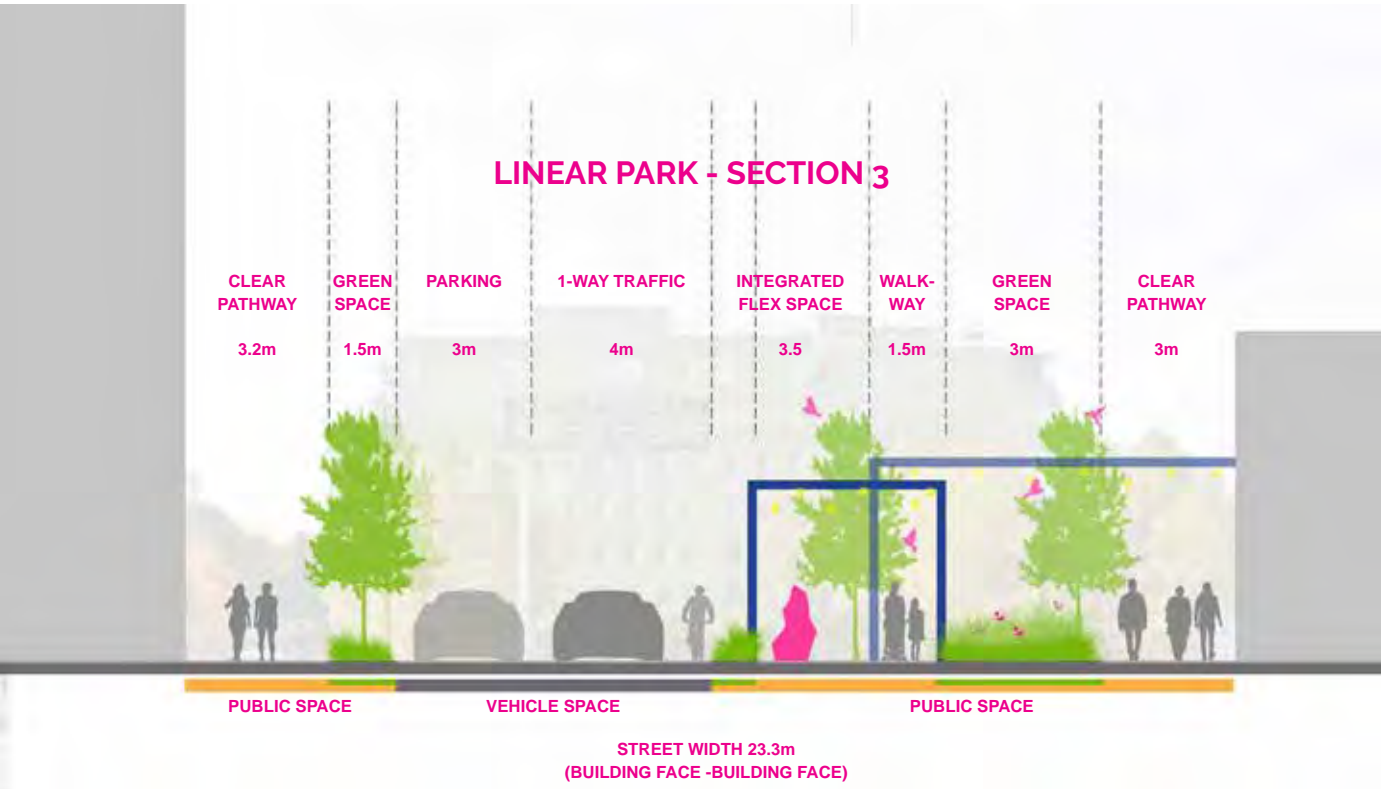 LINEAR PARK - SECTION 3
CLEAR
PATHWAY
3.2m
GREEN
SPACE
1.5m
PARKING
3m
1-WAY TRAFFIC
4m
INTEGRATED
FLEX SPACE
3.5
WALK-
WAY
1.5m
GREEN
SPACE
3m
CLEAR
PATHWAY
3m
PUBLIC SPACE
VEHICLE SPACE
PUBLIC SPACE
STREET WIDTH 23.3m
(BUILDING FACE -BUILDING FACE)